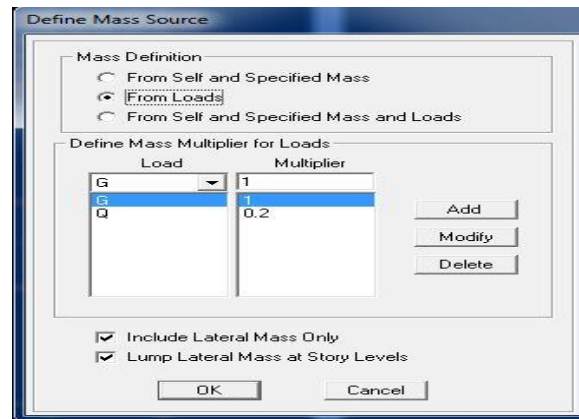 Define Mass Source
Mass Definition
From Self and Specified Mass
From Loads
From Self and Specified Mass and Loads
Define Mass Multiplier for Loads
Load Multiplier
G 1
G 1
Q 0.2
Add
Modify
Delete
Include Lateral Mass Only
Lump Lateral Mass at Story Levels
OK Cancel